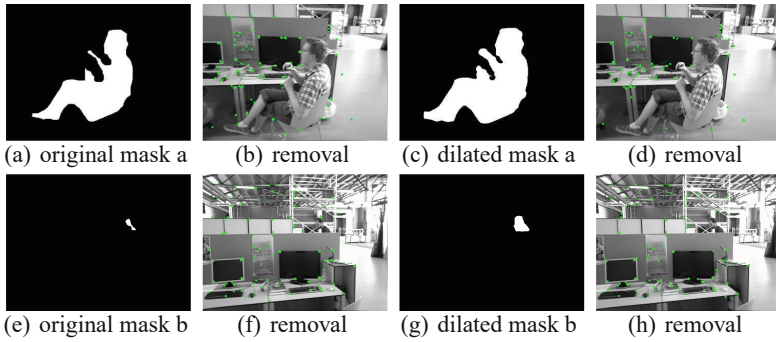 (a) original mask a (b) removal (c) dilated mask a (d) removal
(e) original mask b (f) removal (g) dilated mask b (h) removal